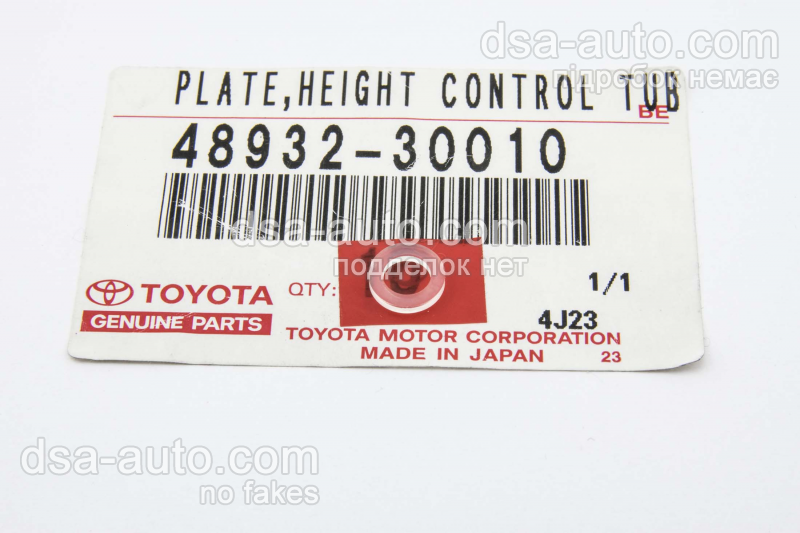 dsa-auto.com
підробок немає
PLATE,HEIGHT CONTROL TUB
BE
48932-30010
dsa-auto.com
подделок нет
TOYOTA
QTY:
1/1
GENUINE PARTS
4J23
TOYOTA MOTOR CORPORATION
MADE IN JAPAN
23
dsa-auto.com
no fakes